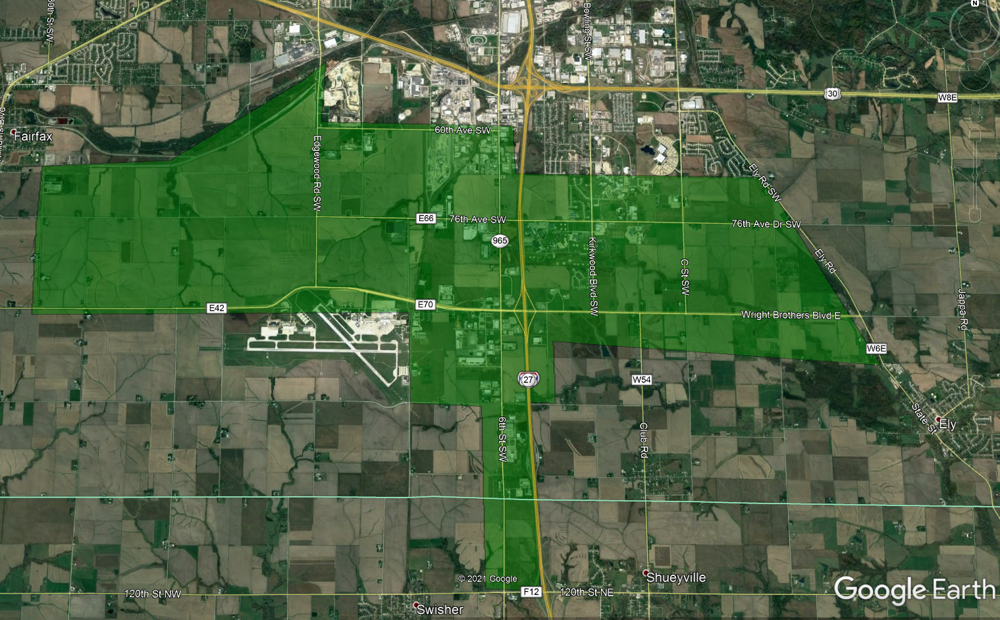 80th St SW
Bowling St SW
N
30
W8E
Williams Blvd
Fairfax
60th Ave SW
Edgewood Rd SW
Ely Rd SW
E66
76th Ave SW
76th Ave Dr SW
965
Kirkwood Blvd SW
C St SW
Ely Rd
Jappa Rd
E42
E70
Wright Brothers Blvd E
W6E
27
W54
State St
Ely
6th St SW
Club Rd
© 2021 Google
Shueyville
Google Earth
120th St NW
F12
120th St NE
Swisher